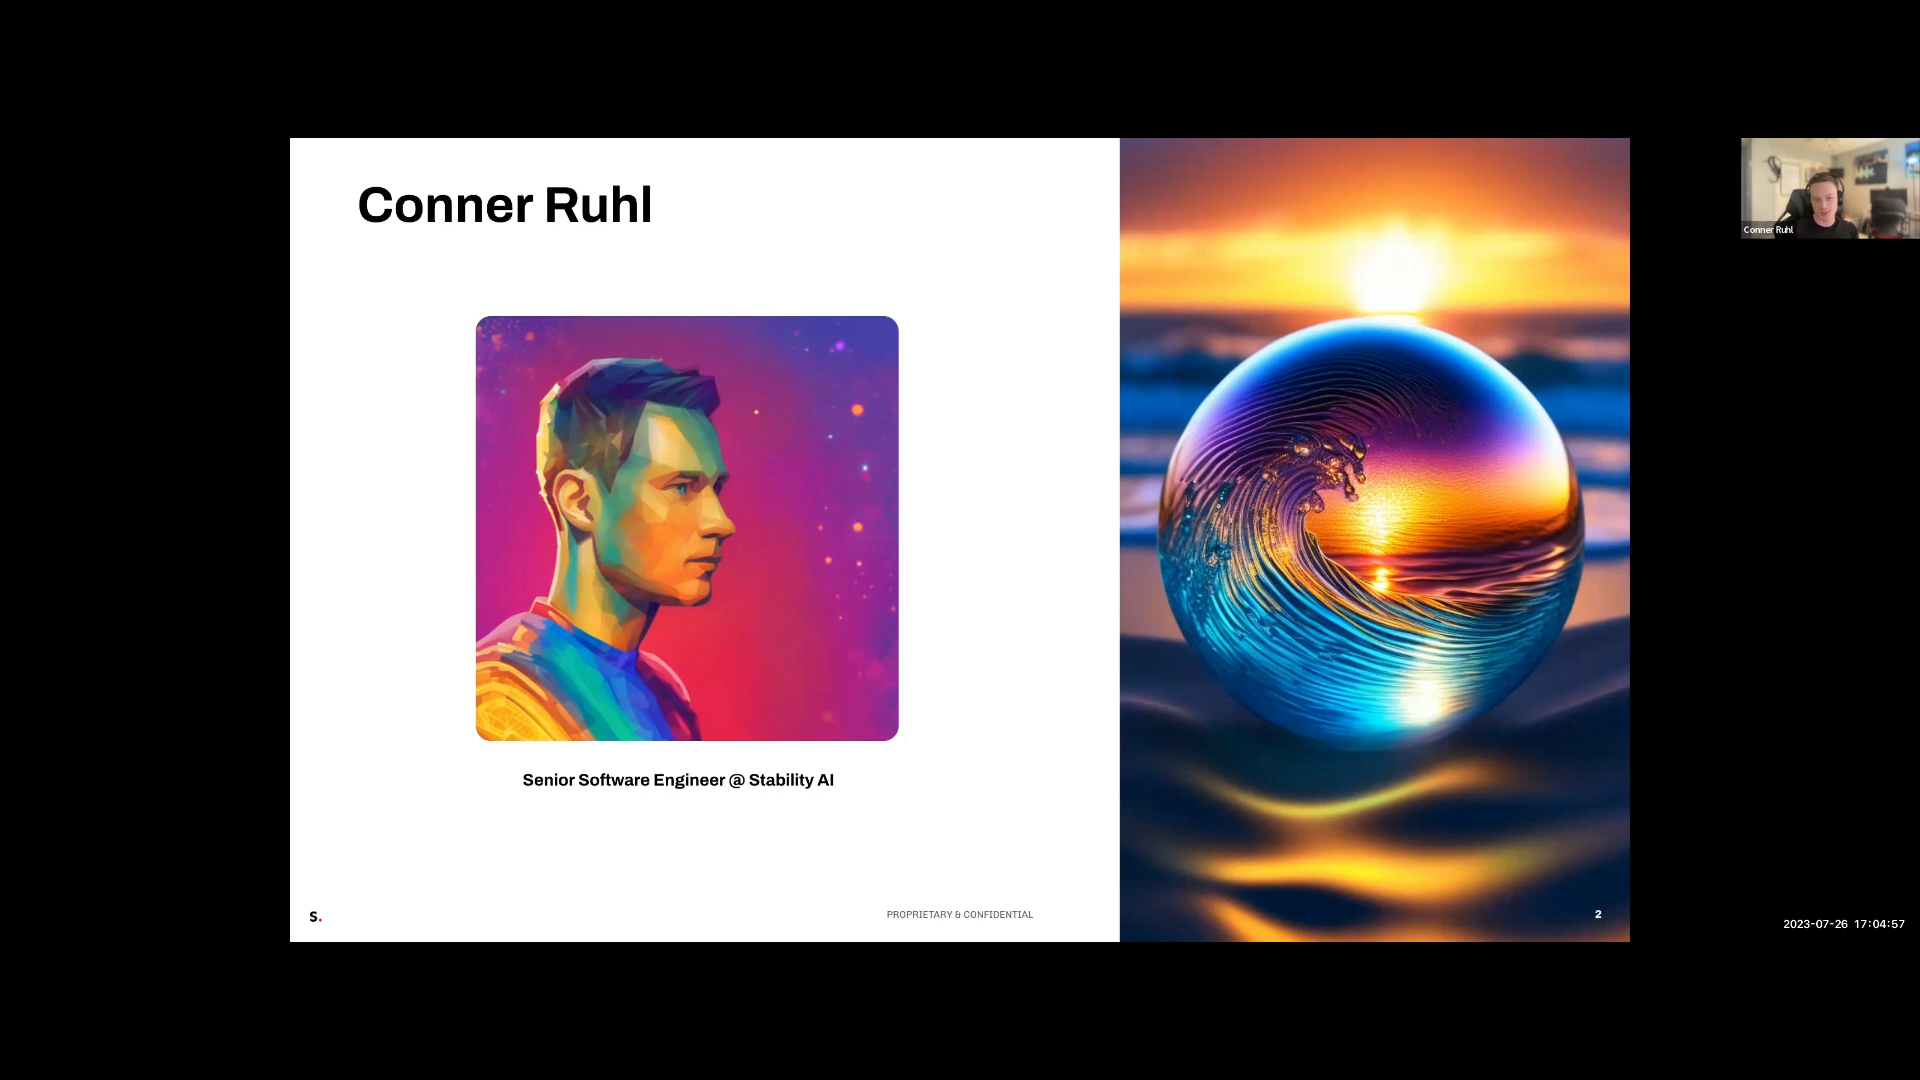 Conner Ruhl
Senior Software Engineer @ Stability AI
s.
PROPRIETARY & CONFIDENTIAL
2
Conner Ruhl
2023-07-26 17:04:57